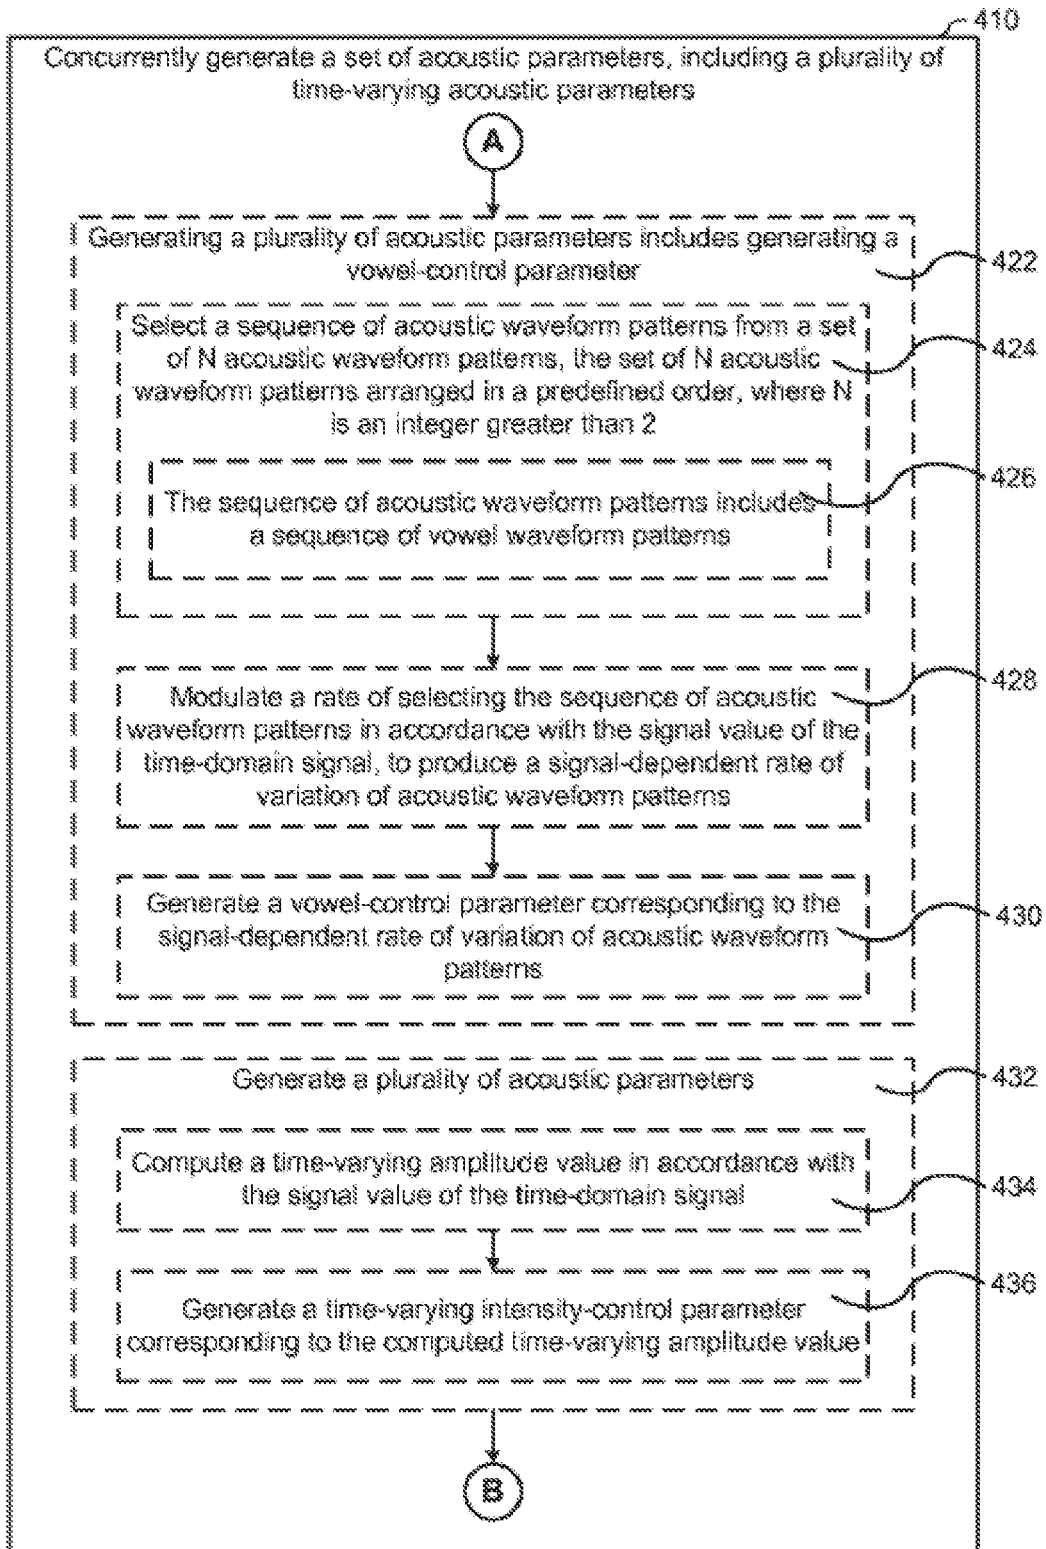 410
Concurrently generate a set of acoustic parameters, including a plurality of
time-varying acoustic parameters
A
Generating a plurality of acoustic parameters includes generating a
vowel-control parameter
422
Select a sequence of acoustic waveform patterns from a set
of N acoustic waveform patterns, the set of N acoustic
waveform patterns arranged in a predefined order, where N
is an integer greater than 2
424
The sequence of acoustic waveform patterns includes
a sequence of vowel waveform patterns
426
Modulate a rate of selecting the sequence of acoustic
waveform patterns in accordance with the signal value of the
time-domain signal, to produce a signal-dependent rate of
variation of acoustic waveform patterns
428
Generate a vowel-control parameter corresponding to the
signal-dependent rate of variation of acoustic waveform
patterns
430
Generate a plurality of acoustic parameters
432
Compute a time-varying amplitude value in accordance with
the signal value of the time-domain signal
434
Generate a time-varying intensity-control parameter
corresponding to the computed time-varying amplitude value
436
B